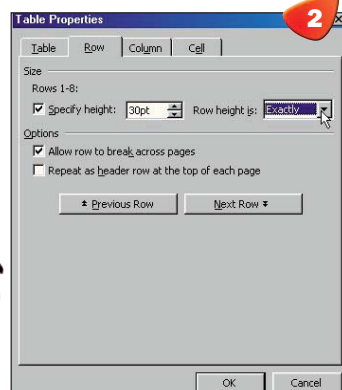 Table Properties
2
Table Row Column Cell
Size
Rows 1-8:
Specify height: 30pt Row height is: Exactly
Options
Allow row to break across pages
Repeat as header row at the top of each page
Previous Row Next Row
OK Cancel